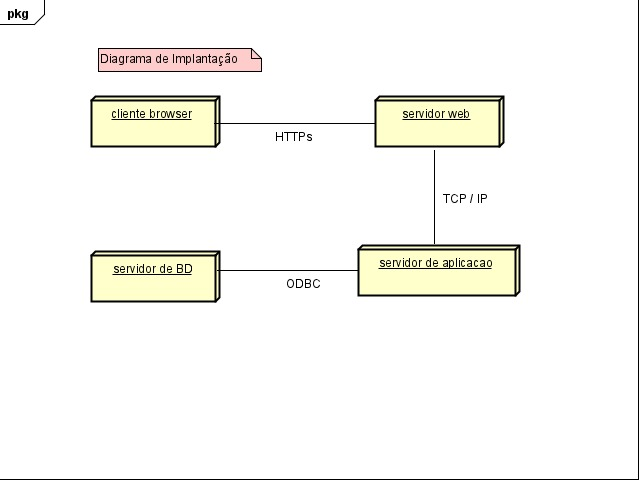 pkg
Diagrama de Implantação
cliente browser
servidor web
HTTPs
TCP / IP
servidor de BD
servidor de aplicacao
ODBC